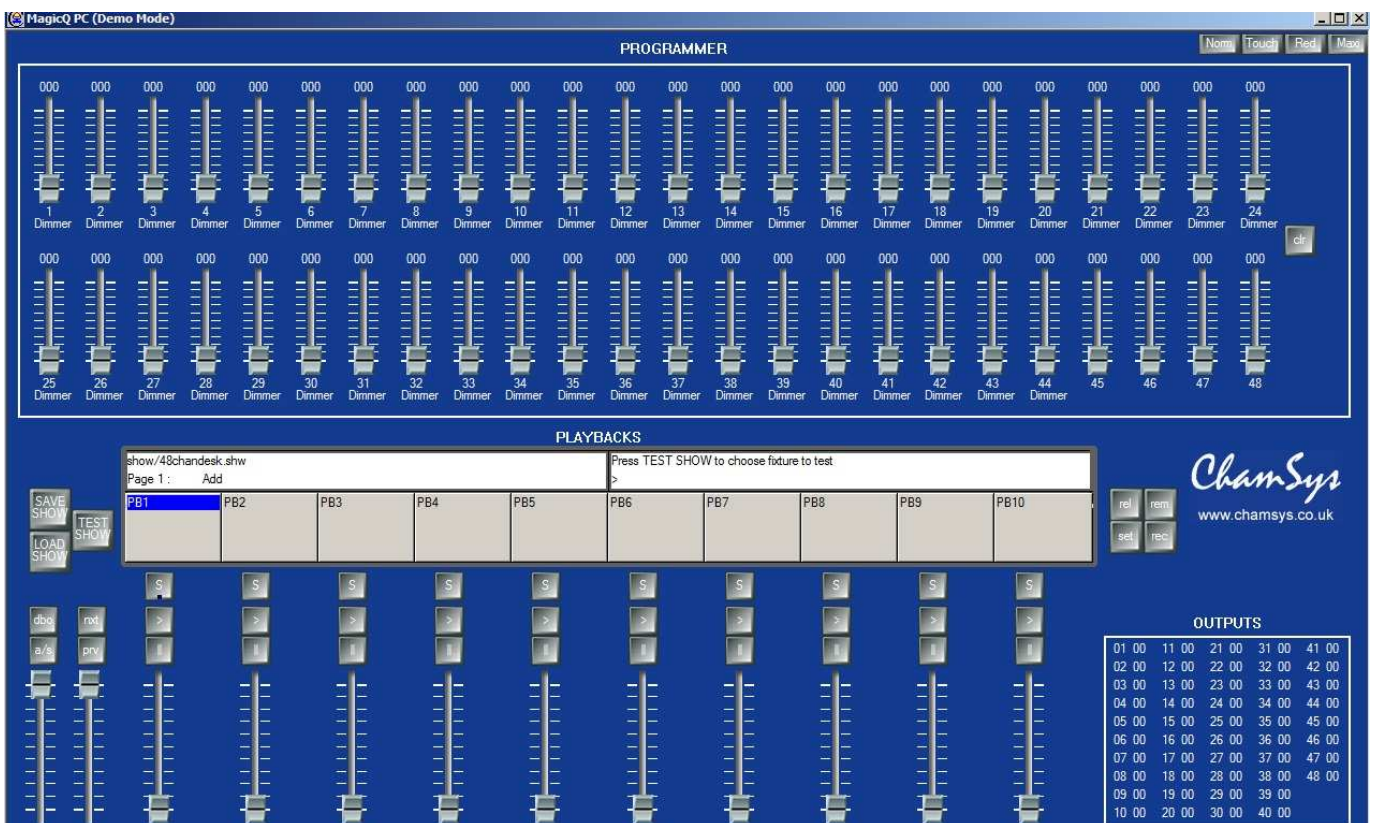 MagicQ PC (Demo Mode)
PROGRAMMER
Norm Touch Red Max
000 000 000 000 000 000 000 000 000 000 000 000 000 000 000 000 000 000 000 000 000 000 000 000
1 2 3 4 5 6 7 8 9 10 11 12 13 14 15 16 17 18 19 20 21 22 23 24
Dimmer Dimmer Dimmer Dimmer Dimmer Dimmer Dimmer Dimmer Dimmer Dimmer Dimmer Dimmer Dimmer Dimmer Dimmer Dimmer Dimmer Dimmer Dimmer Dimmer Dimmer Dimmer Dimmer Dimmer
clr
000 000 000 000 000 000 000 000 000 000 000 000 000 000 000 000 000 000 000 000 000 000 000 000
25 26 27 28 29 30 31 32 33 34 35 36 37 38 39 40 41 42 43 44 45 46 47 48
Dimmer Dimmer Dimmer Dimmer Dimmer Dimmer Dimmer Dimmer Dimmer Dimmer Dimmer Dimmer Dimmer Dimmer Dimmer Dimmer Dimmer Dimmer Dimmer Dimmer
PLAYBACKS
show/48chandesk.shw
Page 1 : Add
Press TEST SHOW to choose fixture to test
>
SAVE SHOW
TEST SHOW
LOAD SHOW
PB1 PB2 PB3 PB4 PB5 PB6 PB7 PB8 PB9 PB10
rel rem
set rec
ChamSys
www.chamsys.co.uk
S S S S S S S S S S
dbo nxt > > > > > > > > > >
a/s prv || || || || || || || || || ||
OUTPUTS
01 00 11 00 21 00 31 00 41 00
02 00 12 00 22 00 32 00 42 00
03 00 13 00 23 00 33 00 43 00
04 00 14 00 24 00 34 00 44 00
05 00 15 00 25 00 35 00 45 00
06 00 16 00 26 00 36 00 46 00
07 00 17 00 27 00 37 00 47 00
08 00 18 00 28 00 38 00 48 00
09 00 19 00 29 00 39 00
10 00 20 00 30 00 40 00